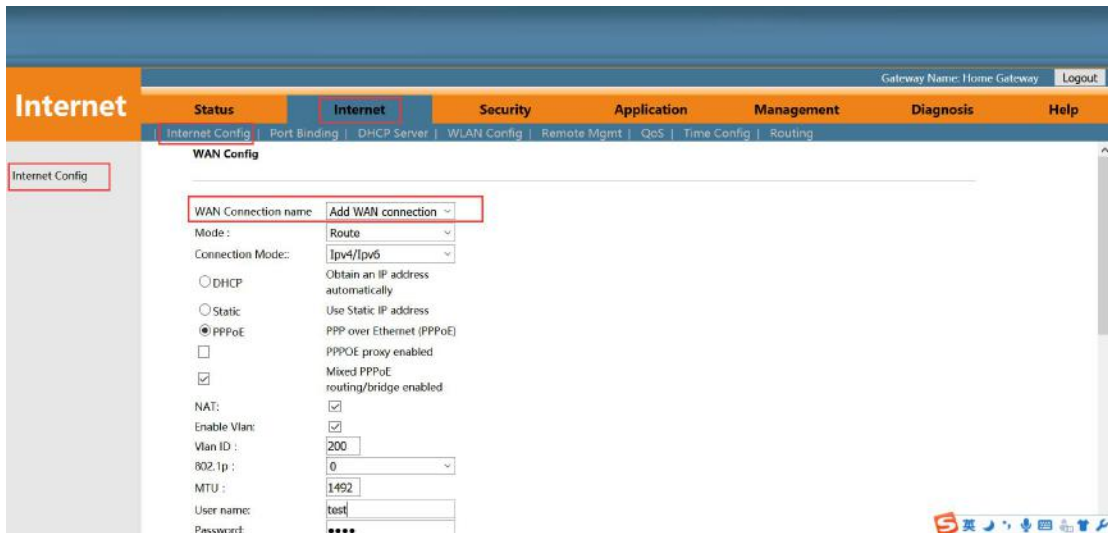 Gateway Name: Home Gateway Logout
Internet
Status Internet Security Application Management Diagnosis Help
| Internet Config | Port Binding | DHCP Server | WLAN Config | Remote Mgmt | QoS | Time Config | Routing
Internet Config
WAN Config
WAN Connection name Add WAN connection
Mode : Route
Connection Mode:: Ipv4/Ipv6
DHCP Obtain an IP address
automatically
Static Use Static IP address
PPPoE PPP over Ethernet (PPPoE)
PPPOE proxy enabled
Mixed PPPoE
routing/bridge enabled
NAT:
Enable Vlan:
Vlan ID : 200
802.1p : 0
MTU : 1492
User name: test
Password: ••••
S 英